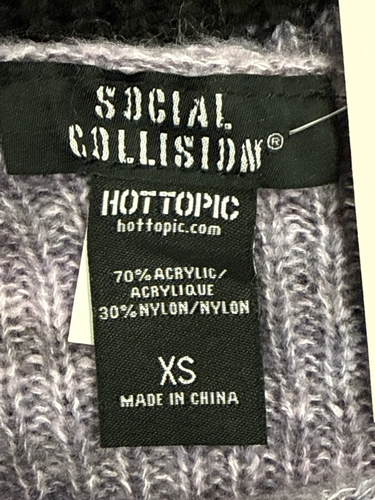 SOCIAL
COLLISION®
HOTTOPIC
hottopic.com
70% ACRYLIC/
ACRYLIQUE
30% NYLON/NYLON
XS
MADE IN CHINA